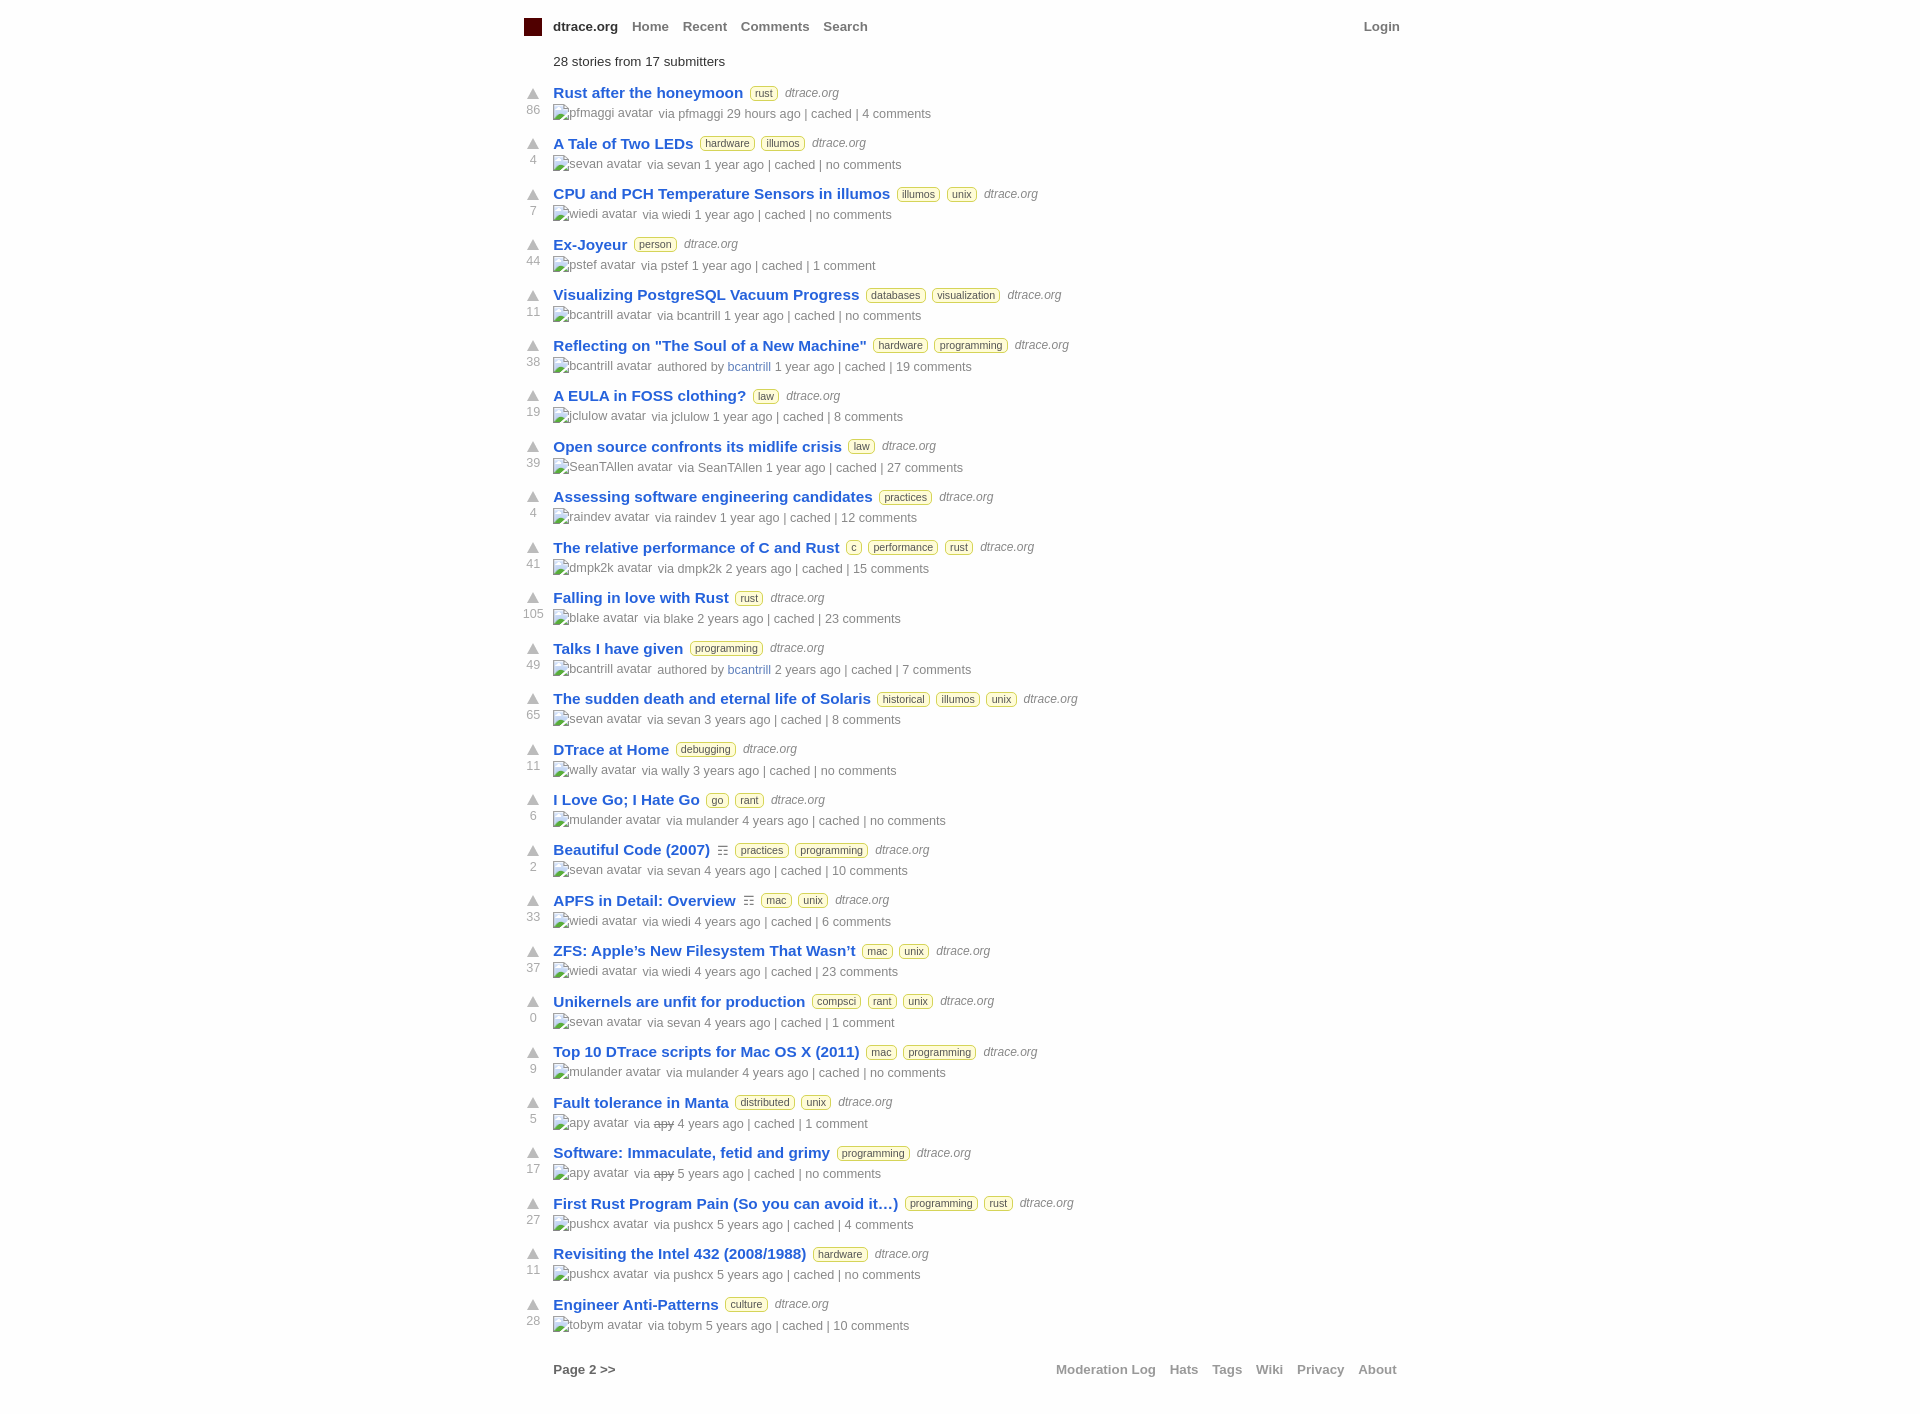 dtrace.org Home Recent Comments Search Login
28 stories from 17 submitters
Rust after the honeymoon rust dtrace.org
86 pfmaggi avatar via pfmaggi 29 hours ago | cached | 4 comments
A Tale of Two LEDs hardware illumos dtrace.org
4 sevan avatar via sevan 1 year ago | cached | no comments
CPU and PCH Temperature Sensors in illumos illumos unix dtrace.org
7 wiedi avatar via wiedi 1 year ago | cached | no comments
Ex-Joyeur person dtrace.org
44 pstef avatar via pstef 1 year ago | cached | 1 comment
Visualizing PostgreSQL Vacuum Progress databases visualization dtrace.org
11 bcantrill avatar via bcantrill 1 year ago | cached | no comments
Reflecting on "The Soul of a New Machine" hardware programming dtrace.org
38 bcantrill avatar authored by bcantrill 1 year ago | cached | 19 comments
A EULA in FOSS clothing? law dtrace.org
19 jclulow avatar via jclulow 1 year ago | cached | 8 comments
Open source confronts its midlife crisis law dtrace.org
39 SeanTAllen avatar via SeanTAllen 1 year ago | cached | 27 comments
Assessing software engineering candidates practices dtrace.org
4 raindev avatar via raindev 1 year ago | cached | 12 comments
The relative performance of C and Rust c performance rust dtrace.org
41 dmpk2k avatar via dmpk2k 2 years ago | cached | 15 comments
Falling in love with Rust rust dtrace.org
105 blake avatar via blake 2 years ago | cached | 23 comments
Talks I have given programming dtrace.org
49 bcantrill avatar authored by bcantrill 2 years ago | cached | 7 comments
The sudden death and eternal life of Solaris historical illumos unix dtrace.org
65 sevan avatar via sevan 3 years ago | cached | 8 comments
DTrace at Home debugging dtrace.org
11 wally avatar via wally 3 years ago | cached | no comments
I Love Go; I Hate Go go rant dtrace.org
6 mulander avatar via mulander 4 years ago | cached | no comments
Beautiful Code (2007) ☶ practices programming dtrace.org
2 sevan avatar via sevan 4 years ago | cached | 10 comments
APFS in Detail: Overview ☷ mac unix dtrace.org
33 wiedi avatar via wiedi 4 years ago | cached | 6 comments
ZFS: Apple’s New Filesystem That Wasn’t mac unix dtrace.org
37 wiedi avatar via wiedi 4 years ago | cached | 23 comments
Unikernels are unfit for production compsci rant unix dtrace.org
0 sevan avatar via sevan 4 years ago | cached | 1 comment
Top 10 DTrace scripts for Mac OS X (2011) mac programming dtrace.org
9 mulander avatar via mulander 4 years ago | cached | no comments
Fault tolerance in Manta distributed unix dtrace.org
5 apy avatar via apy 4 years ago | cached | 1 comment
Software: Immaculate, fetid and grimy programming dtrace.org
17 apy avatar via apy 5 years ago | cached | no comments
First Rust Program Pain (So you can avoid it…) programming rust dtrace.org
27 pushcx avatar via pushcx 5 years ago | cached | 4 comments
Revisiting the Intel 432 (2008/1988) hardware dtrace.org
11 pushcx avatar via pushcx 5 years ago | cached | no comments
Engineer Anti-Patterns culture dtrace.org
28 tobym avatar via tobym 5 years ago | cached | 10 comments
Page 2 >> Moderation Log Hats Tags Wiki Privacy About